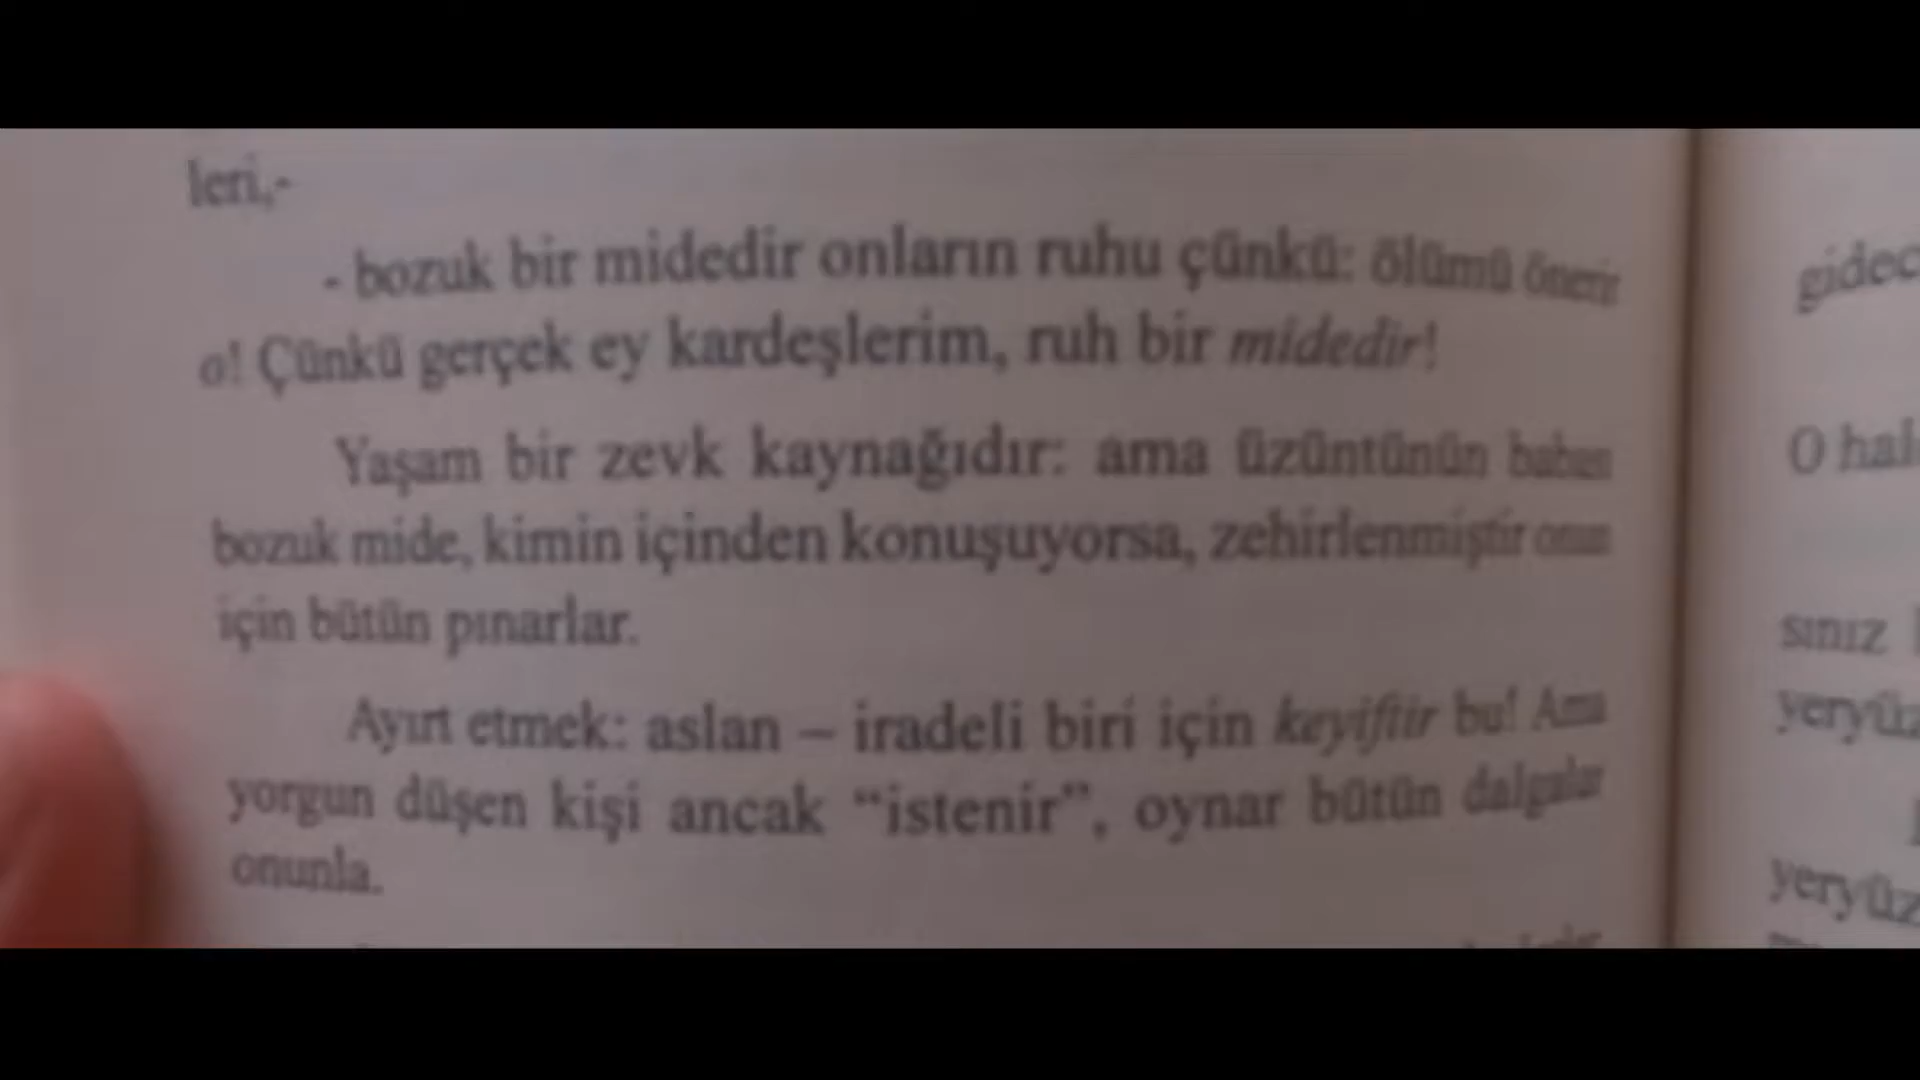 leri,-
- bozuk bir midedir onların ruhu çünkü: ölümü önerir
o! Çünkü gerçek ey kardeşlerim, ruh bir midedir!
Yaşam bir zevk kaynağıdır: ama üzüntünün babası
bozuk mide, kimin içinden konuşuyorsa, zehirlenmiştir onun
için bütün pınarlar.
Ayırt etmek: aslan – iradeli biri için keyiftir bu! Ama
yorgun düşen kişi ancak “istenir”, oynar bütün dalgalar
onunla.
gidec
O hal
sınız
yeryüz
yeryüz